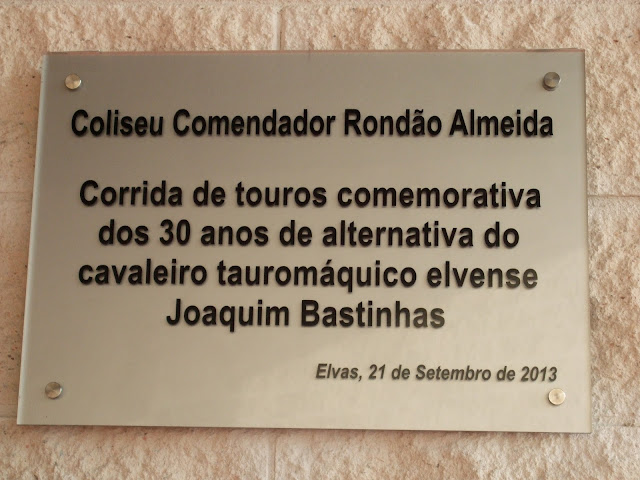 Coliseu Comendador Rondão Almeida
Corrida de touros comemorativa
dos 30 anos de alternativa do
cavaleiro tauromáquico elvense
Joaquim Bastinhas
Elvas, 21 de Setembro de 2013